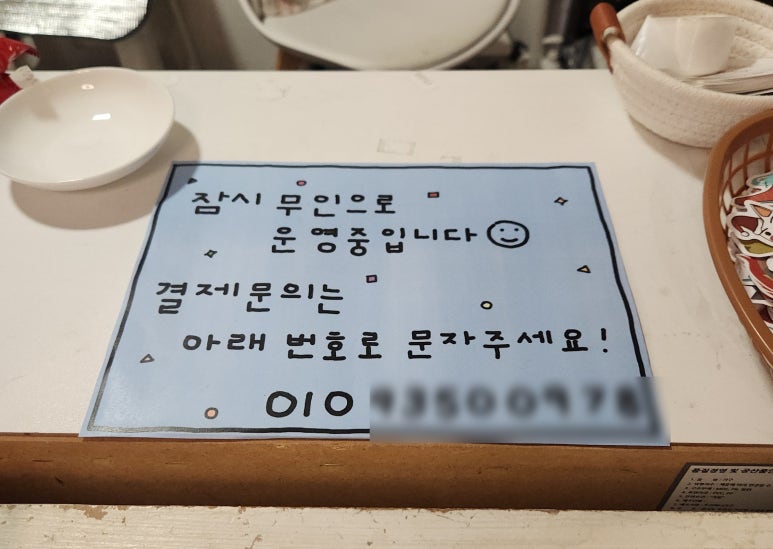 잠시 무인으로
운영중입니다
결제문의는
아래 번호로 문자주세요!
010